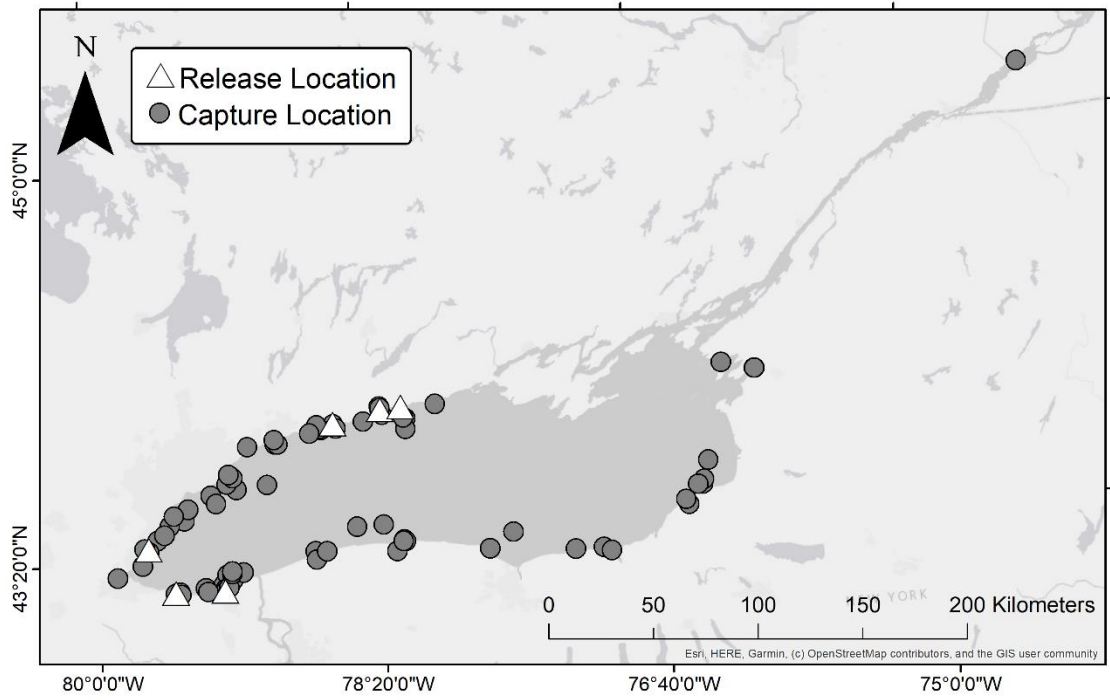 N
Release Location
Capture Location
45°0'0"N
43°20'0"N
0 50 100 150 200 Kilometers
NEW YORK
Esri, HERE, Garmin, (c) OpenStreetMap contributors, and the GIS user community
80°0'0"W 78°20'0"W 76°40'0"W 75°0'0"W